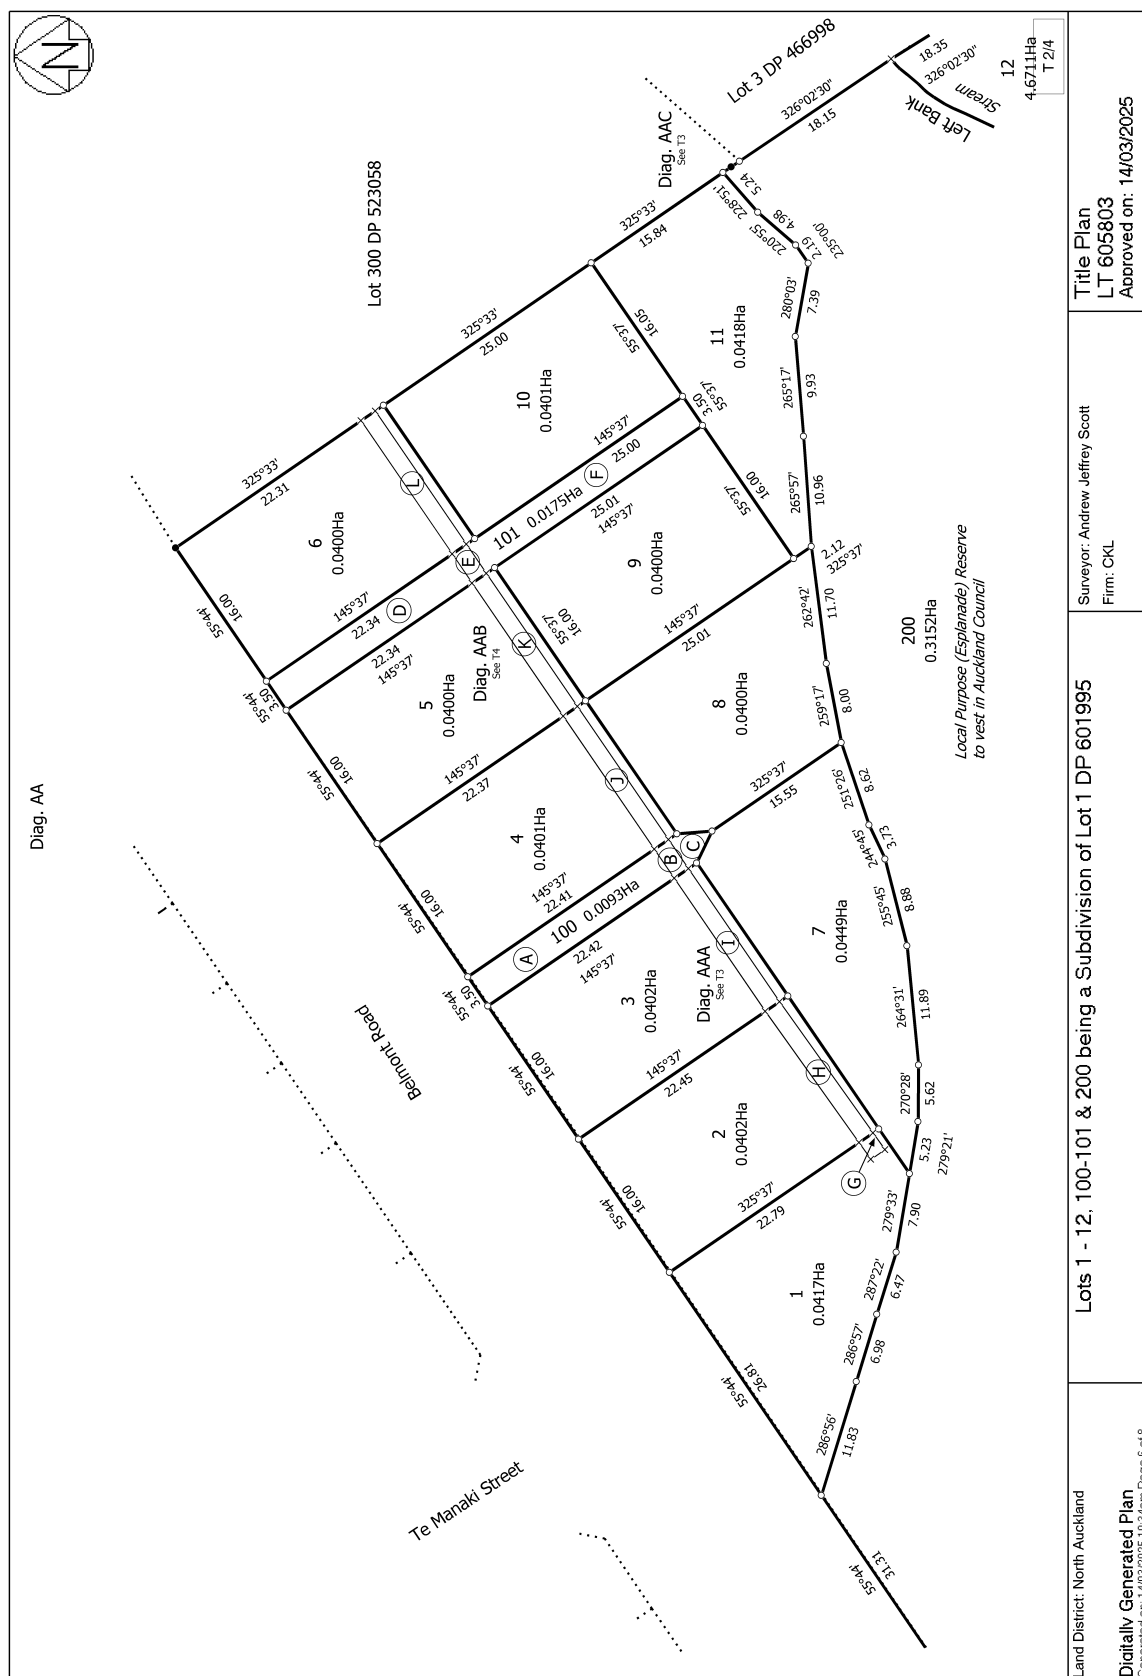 N
Diag. AA
Te Manaki Street
Belmont Road
Lot 300 DP 523058
Lot 3 DP 466998
Diag. AAC
See T3
Left Bank
Stream
12
4.6711Ha
T 2/4
18.35
326°02'30"
326°02'30"
18.15
325°33'
15.84
325°33'
25.00
325°33'
22.31
55°44'
31.31
55°44'
26.81
55°44'
16.00
55°44'
16.00
55°44'
3.50
55°44'
16.00
55°44'
16.00
55°44'
3.50
55°44'
16.00
1
0.0417Ha
325°37'
22.79
2
0.0402Ha
145°37'
22.45
3
0.0402Ha
Diag. AAA
See T3
22.42
145°37'
A
100 0.0093Ha
145°37'
22.41
B
C
4
0.0401Ha
145°37'
22.37
5
0.0400Ha
Diag. AAB
See T4
22.34
145°37'
D
145°37'
22.34
6
0.0400Ha
G
H
I
J
K
E
L
7
0.0449Ha
325°37'
15.55
8
0.0400Ha
145°37'
25.01
55°37'
16.00
9
0.0400Ha
25.01
145°37'
101 0.0175Ha
F
145°37'
25.00
55°37'
16.00
55°37'
3.50
10
0.0401Ha
55°37'
16.05
11
0.0418Ha
286°56'
11.83
286°57'
6.98
287°22'
6.47
279°33'
7.90
5.23
279°21'
270°28'
5.62
264°31'
11.89
255°45'
8.88
244°45'
3.73
251°26'
8.62
259°17'
8.00
262°42'
11.70
2.12
325°37'
265°57'
10.96
265°17'
9.93
280°03'
7.39
2.19
235°00'
220°55'
4.98
228°51'
5.24
200
0.3152Ha
Local Purpose (Esplanade) Reserve
to vest in Auckland Council
Land District: North Auckland
Digitally Generated Plan
Generated on: 14/03/2025 10:34am Page 6 of 8
Lots 1 - 12, 100-101 & 200 being a Subdivision of Lot 1 DP 601995
Surveyor: Andrew Jeffrey Scott
Firm: CKL
Title Plan
LT 605803
Approved on: 14/03/2025